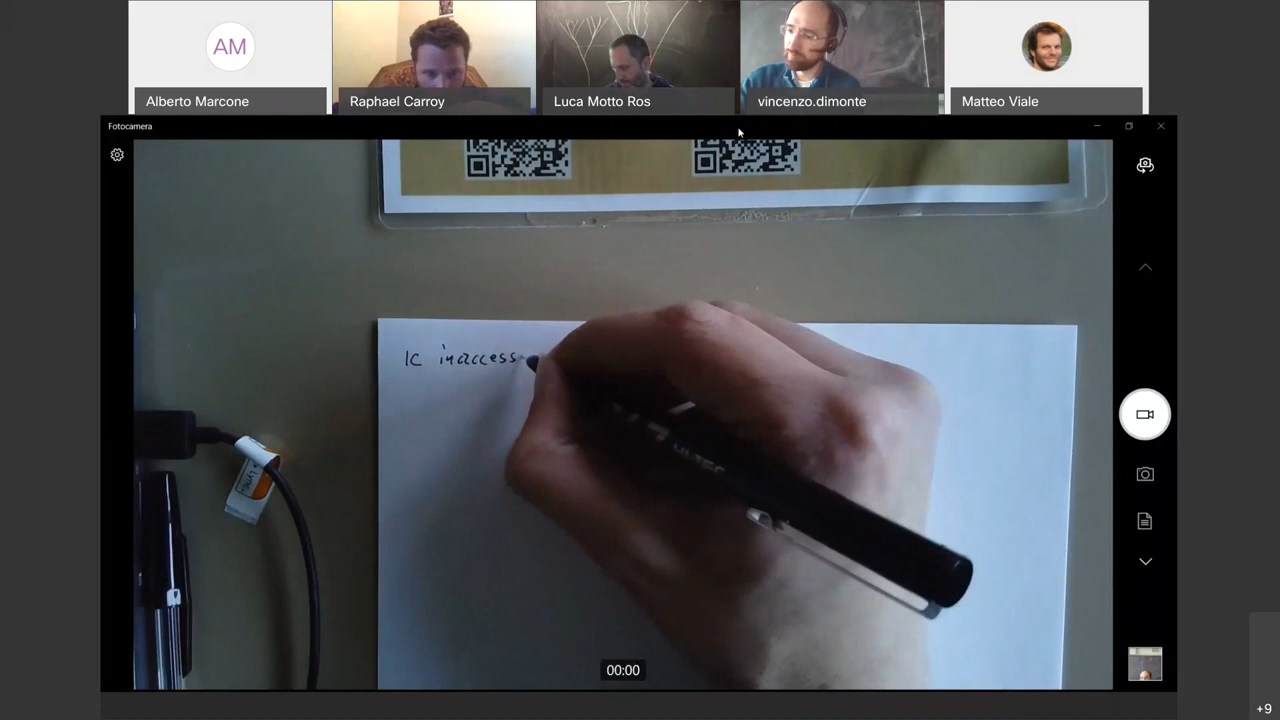 AM
Alberto Marcone
Raphael Carroy
Luca Motto Ros
vincenzo.dimonte
Matteo Viale
Fotocamera
K inaccess
00:00
+9